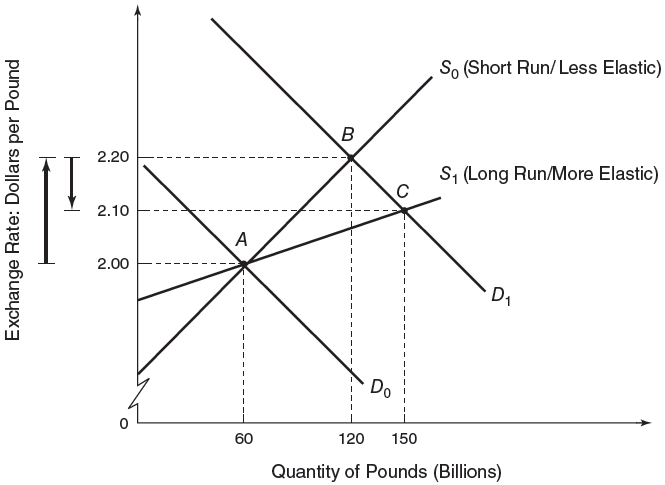 Exchange Rate: Dollars per Pound
S0 (Short Run/ Less Elastic)
B
2.20
S1 (Long Run/More Elastic)
C
2.10
A
2.00
D1
D0
0
60
120
150
Quantity of Pounds (Billions)